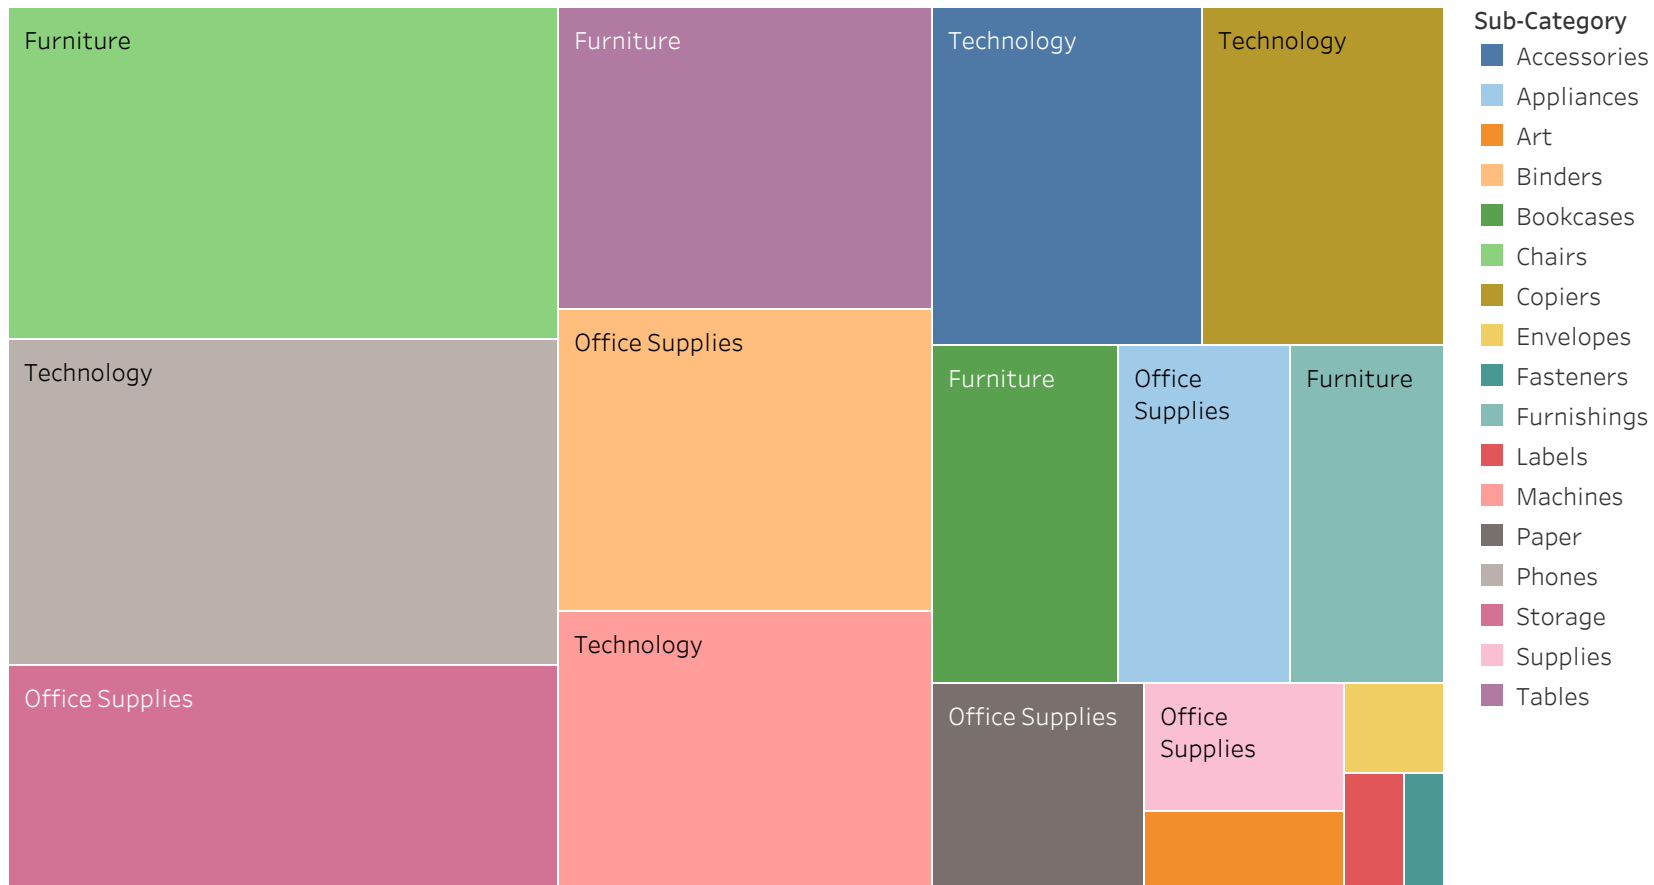 Furniture
Furniture
Technology
Technology
Technology
Office Supplies
Furniture
Office
Supplies
Furniture
Technology
Office Supplies
Office Supplies
Office
Supplies
Sub-Category
Accessories
Appliances
Art
Binders
Bookcases
Chairs
Copiers
Envelopes
Fasteners
Furnishings
Labels
Machines
Paper
Phones
Storage
Supplies
Tables